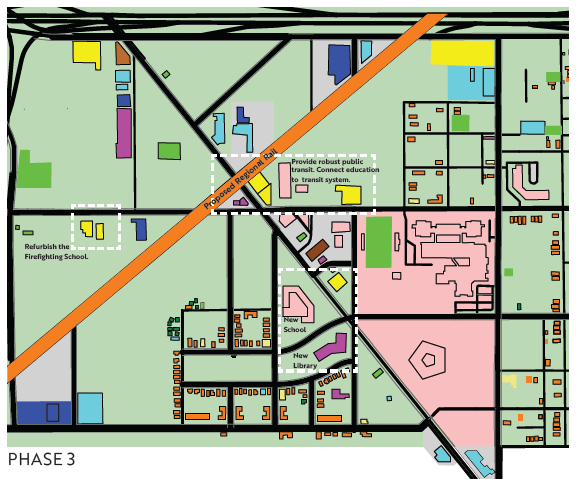 Proposed Regional Rail
Provide robust public
transit. Connect education
to transit system.
Refurbish the
Firefighting School.
New
School
New
Library
PHASE 3